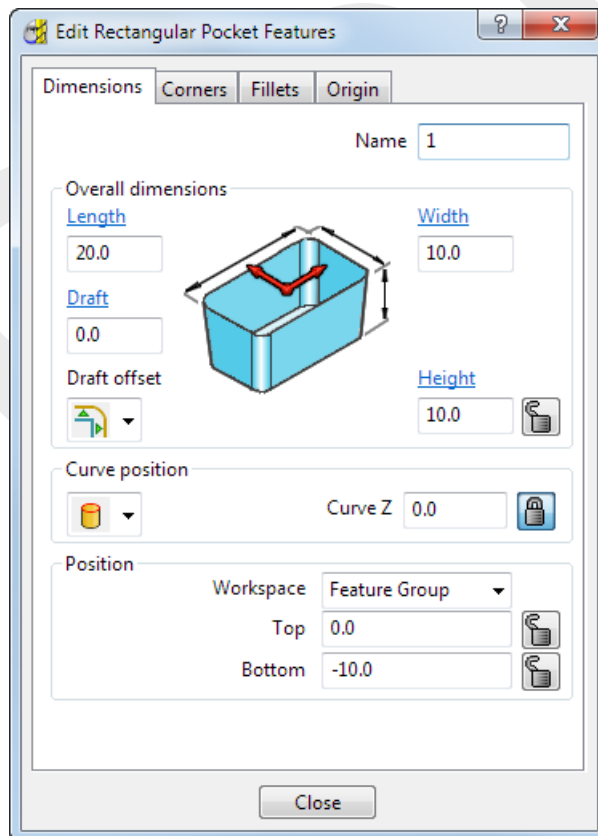 Edit Rectangular Pocket Features
?
X
Dimensions Corners Fillets Origin
Name 1
Overall dimensions
Length Width
20.0 10.0
Draft
0.0
Draft offset Height
10.0
Curve position
Curve Z 0.0
Position
Workspace Feature Group
Top 0.0
Bottom -10.0
Close